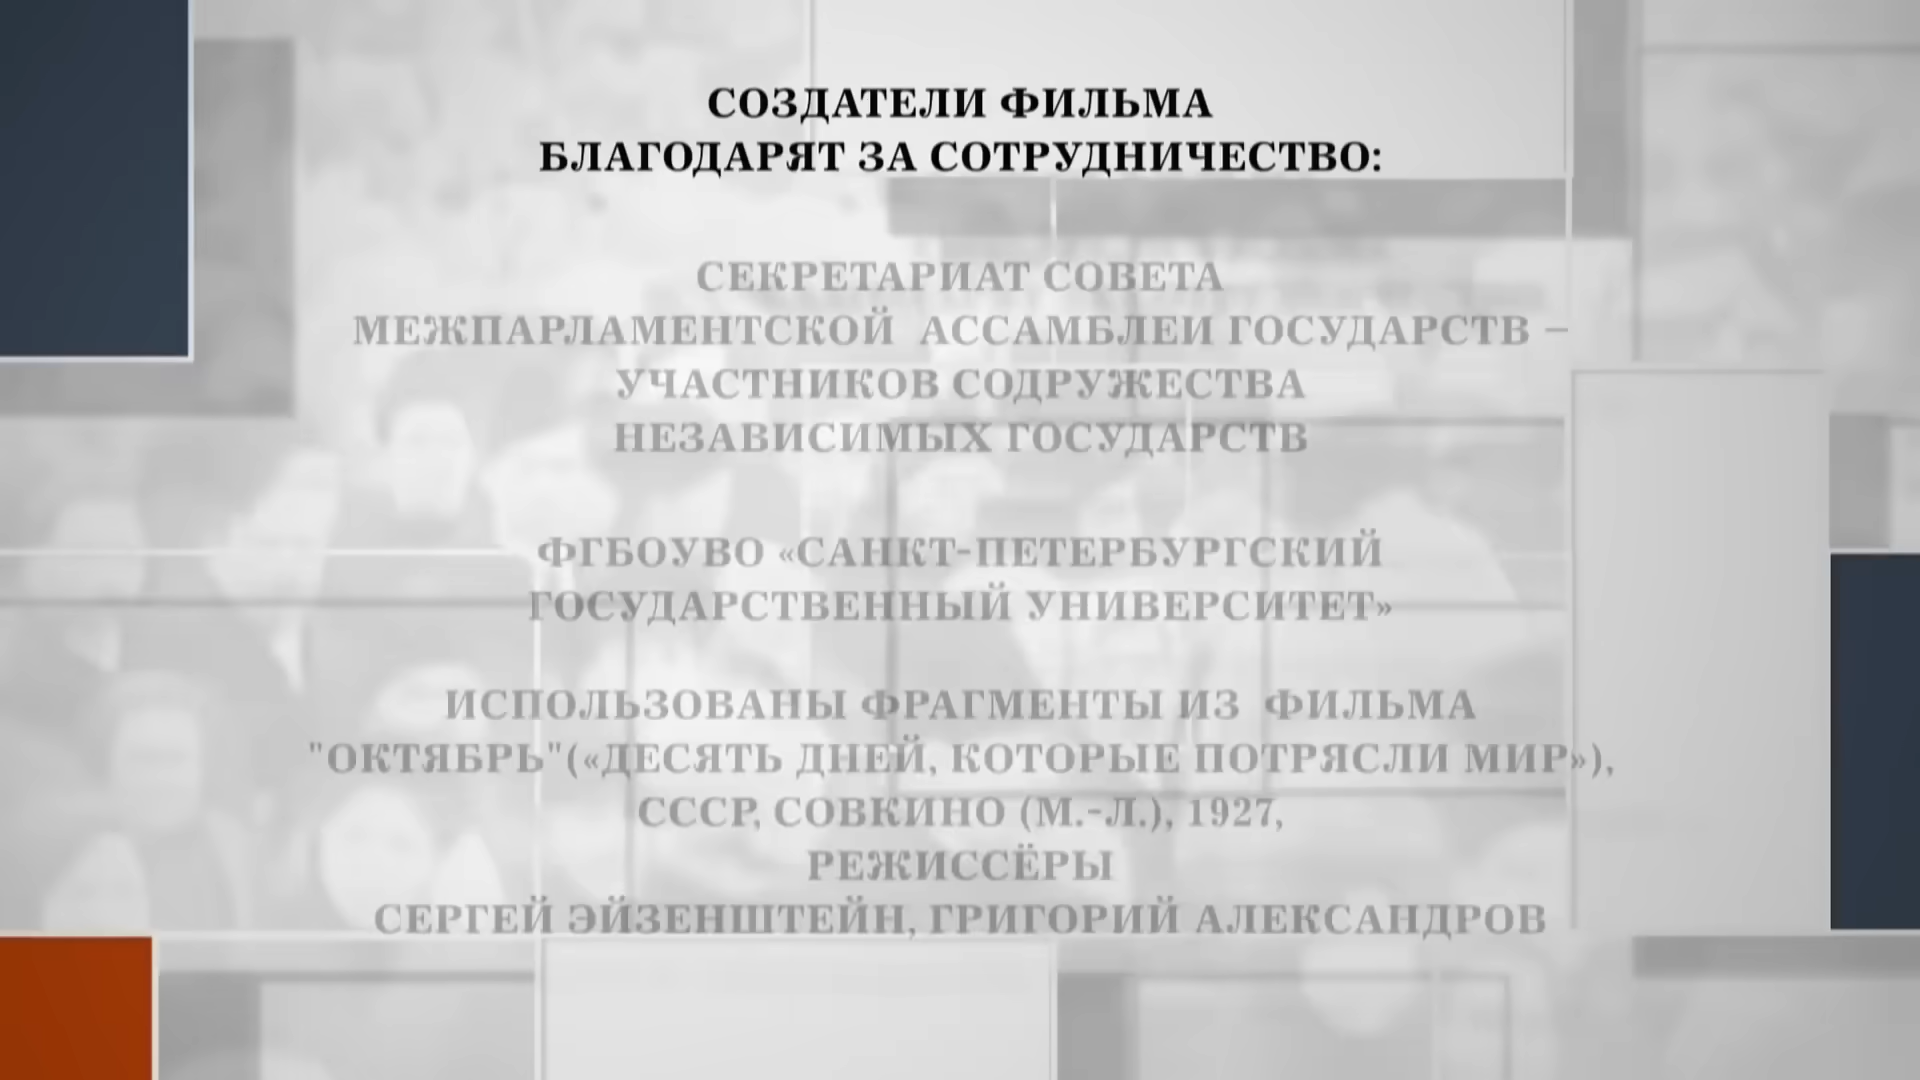 СОЗДАТЕЛИ ФИЛЬМА
БЛАГОДАРЯТ ЗА СОТРУДНИЧЕСТВО:
СЕКРЕТАРИАТ СОВЕТА
МЕЖПАРЛАМЕНТСКОЙ АССАМБЛЕИ ГОСУДАРСТВ –
УЧАСТНИКОВ СОДРУЖЕСТВА
НЕЗАВИСИМЫХ ГОСУДАРСТВ
ФГБОУВО «САНКТ-ПЕТЕРБУРГСКИЙ
ГОСУДАРСТВЕННЫЙ УНИВЕРСИТЕТ»
ИСПОЛЬЗОВАНЫ ФРАГМЕНТЫ ИЗ ФИЛЬМА
"ОКТЯБРЬ"(«ДЕСЯТЬ ДНЕЙ, КОТОРЫЕ ПОТРЯСЛИ МИР»),
СССР, СОВКИНО (М.-Л.), 1927,
РЕЖИССЁРЫ
СЕРГЕЙ ЭЙЗЕНШТЕЙН, ГРИГОРИЙ АЛЕКСАНДРОВ